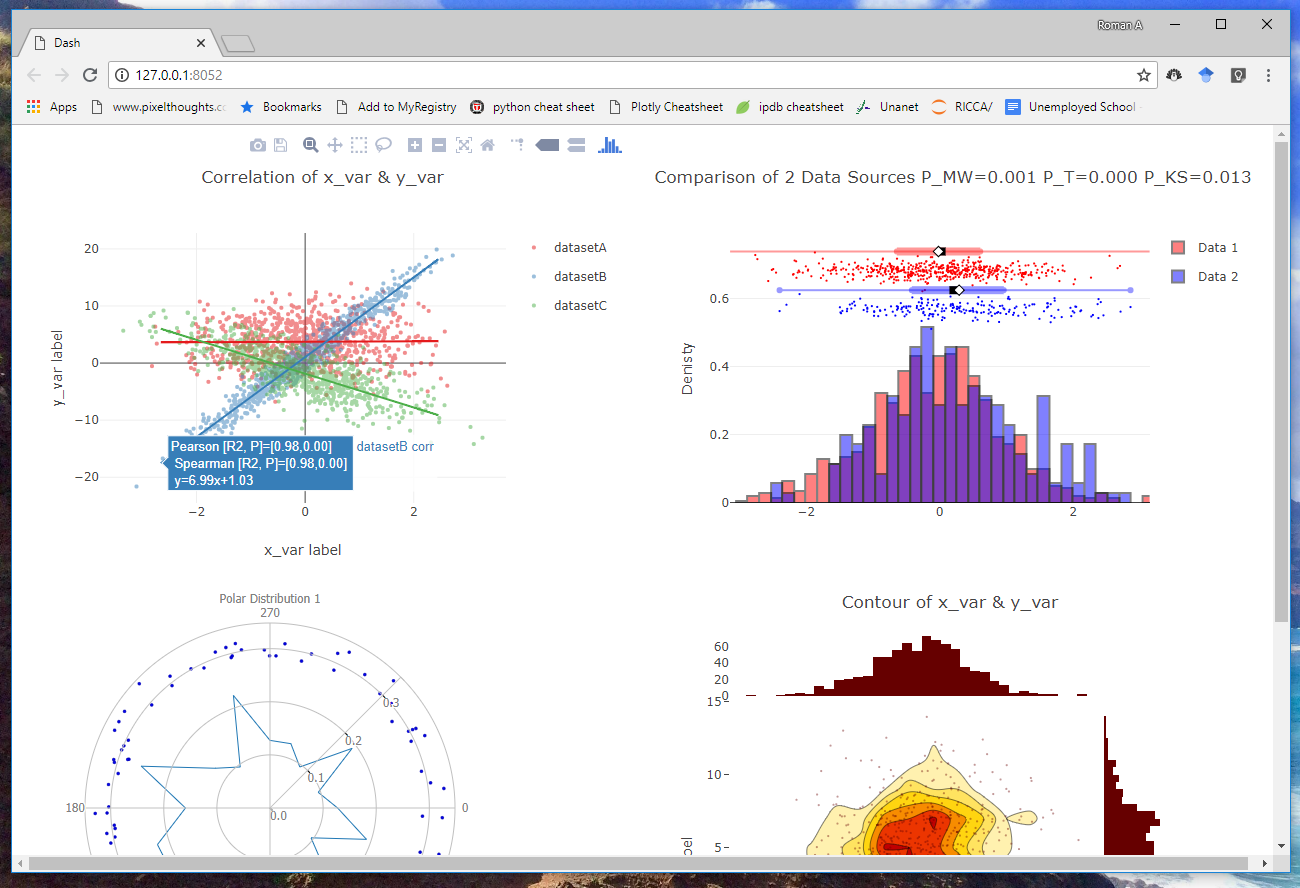 Roman A
Dash
127.0.0.1:8052
Apps www.pixelthoughts.cc Bookmarks Add to MyRegistry python cheat sheet Plotly Cheatsheet ipdb cheatsheet Unanet RICCA/ Unemployed School
Correlation of x_var & y_var
20
10
0
−10
−20
y_var label
−2 0 2
x_var label
datasetA
datasetB
datasetC
Pearson [R2, P]=[0.98,0.00]
Spearman [R2, P]=[0.98,0.00]
y=6.99x+1.03
datasetB corr
Comparison of 2 Data Sources P_MW=0.001 P_T=0.000 P_KS=0.013
Data 1
Data 2
0.6
0.4
0.2
0
Denisty
−2 0 2
Polar Distribution 1
270
0.3
0.2
0.1
0.0
180
0
Contour of x_var & y_var
60
40
20
0
15
10
5